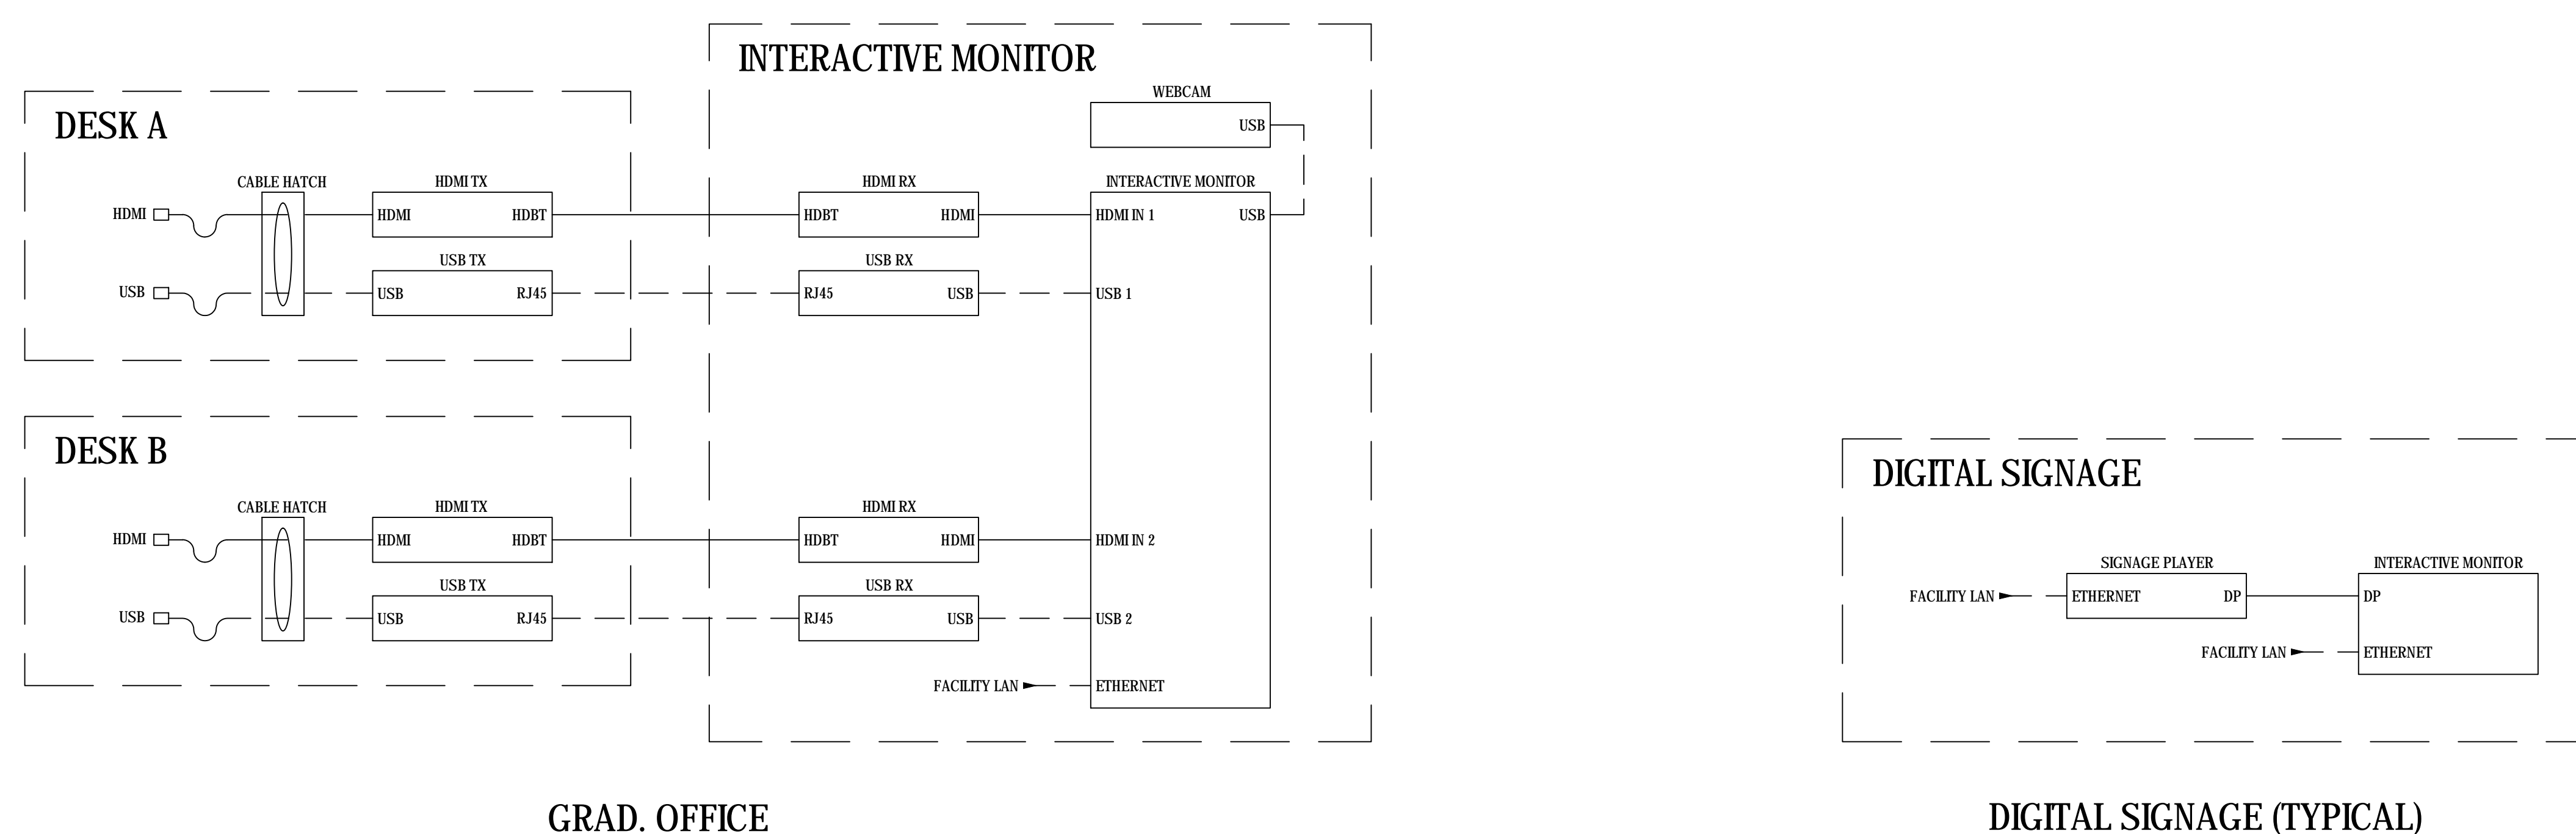 INTERACTIVE MONITOR
WEBCAM
USB
DESK A
CABLE HATCH
HDMI TX
HDMI RX
INTERACTIVE MONITOR
HDMI
HDMI
HDBT
HDBT
HDMI
HDMI IN 1
USB
USB TX
USB RX
USB
USB
RJ45
RJ45
USB
USB 1
DESK B
CABLE HATCH
HDMI TX
HDMI RX
HDMI
HDMI
HDBT
HDBT
HDMI
HDMI IN 2
USB TX
USB RX
USB
USB
RJ45
RJ45
USB
USB 2
FACILITY LAN
ETHERNET
GRAD. OFFICE
DIGITAL SIGNAGE
SIGNAGE PLAYER
INTERACTIVE MONITOR
FACILITY LAN
ETHERNET
DP
DP
FACILITY LAN
ETHERNET
DIGITAL SIGNAGE (TYPICAL)